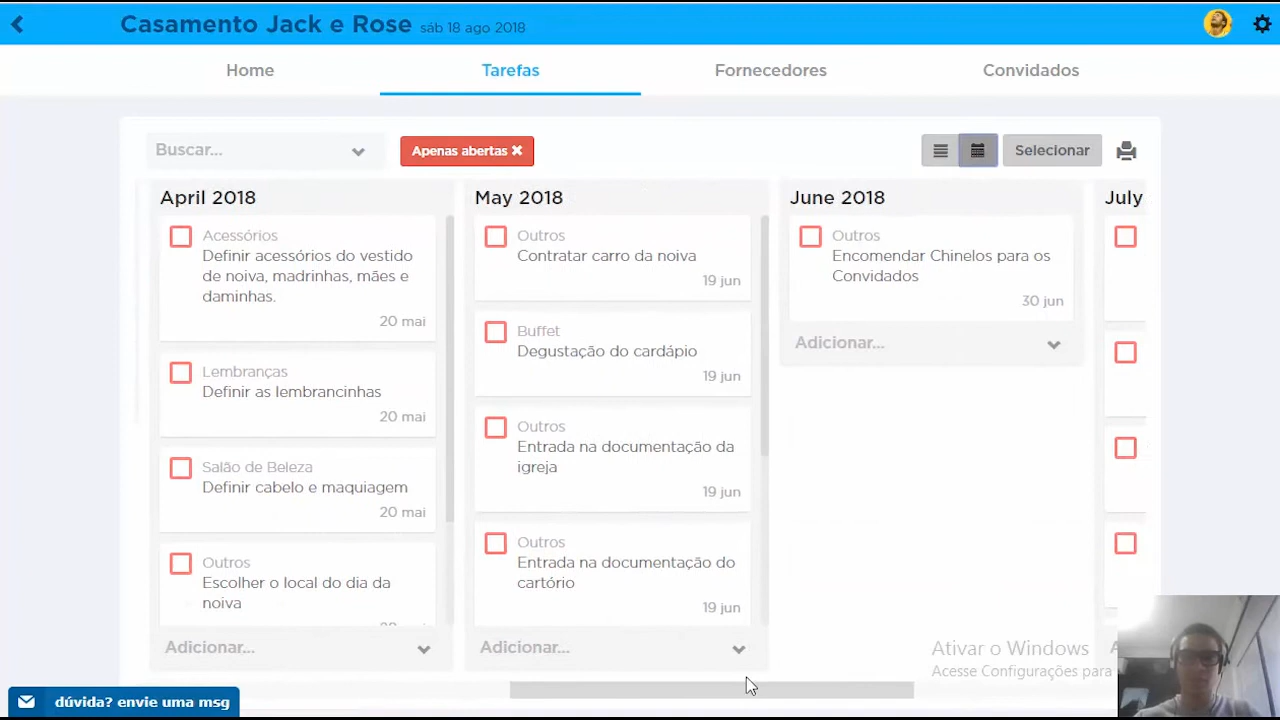 Casamento Jack e Rose sáb 18 ago 2018
Home Tarefas Fornecedores Convidados
Buscar... Apenas abertas ✖ Selecionar
April 2018
Acessórios
Definir acessórios do vestido
de noiva, madrinhas, mães e
daminhas.
20 mai
Lembranças
Definir as lembrancinhas
20 mai
Salão de Beleza
Definir cabelo e maquiagem
20 mai
Outros
Escolher o local do dia da
noiva
Adicionar...
May 2018
Outros
Contratar carro da noiva
19 jun
Buffet
Degustação do cardápio
19 jun
Outros
Entrada na documentação da
igreja
19 jun
Outros
Entrada na documentação do
cartório
19 jun
Adicionar...
June 2018
Outros
Encomendar Chinelos para os
Convidados
30 jun
Adicionar...
July
Ativar o Windows
Acesse Configurações para
dúvida? envie uma msg